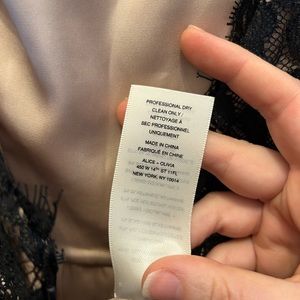 PROFESSIONAL DRY
CLEAN ONLY /
NETTOYAGE À
SEC PROFESSIONNEL
UNIQUEMENT
MADE IN CHINA
FABRIQUÉ EN CHINE
ALICE + OLIVIA
450 W 14TH ST 11FL
NEW YORK, NY 10014